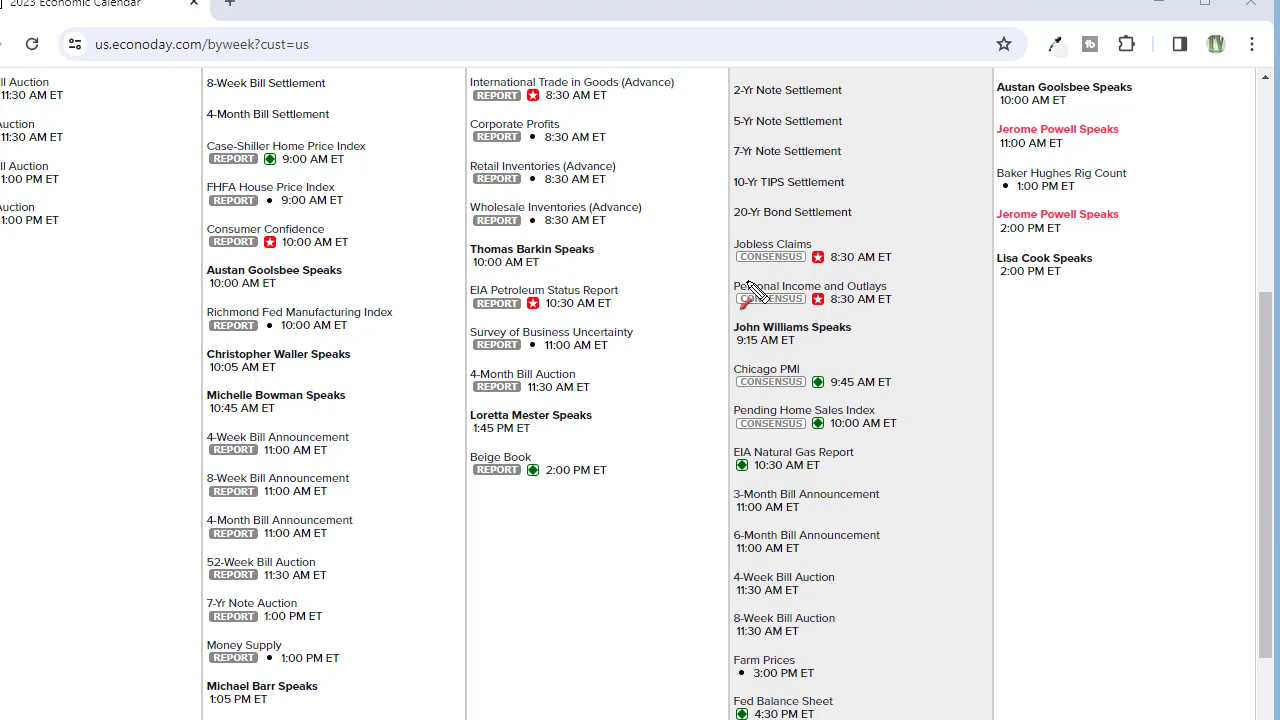 2023 Economic Calendar
us.econoday.com/byweek?cust=us
ll Auction
11:30 AM ET
uction
11:30 AM ET
ll Auction
1:00 PM ET
uction
1:00 PM ET
8-Week Bill Settlement
4-Month Bill Settlement
Case-Shiller Home Price Index
REPORT 9:00 AM ET
FHFA House Price Index
REPORT • 9:00 AM ET
Consumer Confidence
REPORT 10:00 AM ET
Austan Goolsbee Speaks
10:00 AM ET
Richmond Fed Manufacturing Index
REPORT • 10:00 AM ET
Christopher Waller Speaks
10:05 AM ET
Michelle Bowman Speaks
10:45 AM ET
4-Week Bill Announcement
REPORT 11:00 AM ET
8-Week Bill Announcement
REPORT 11:00 AM ET
4-Month Bill Announcement
REPORT 11:00 AM ET
52-Week Bill Auction
REPORT 11:30 AM ET
7-Yr Note Auction
REPORT 1:00 PM ET
Money Supply
REPORT • 1:00 PM ET
Michael Barr Speaks
1:05 PM ET
International Trade in Goods (Advance)
REPORT 8:30 AM ET
Corporate Profits
REPORT • 8:30 AM ET
Retail Inventories (Advance)
REPORT • 8:30 AM ET
Wholesale Inventories (Advance)
REPORT • 8:30 AM ET
Thomas Barkin Speaks
10:00 AM ET
EIA Petroleum Status Report
REPORT 10:30 AM ET
Survey of Business Uncertainty
REPORT • 11:00 AM ET
4-Month Bill Auction
REPORT 11:30 AM ET
Loretta Mester Speaks
1:45 PM ET
Beige Book
REPORT 2:00 PM ET
2-Yr Note Settlement
5-Yr Note Settlement
7-Yr Note Settlement
10-Yr TIPS Settlement
20-Yr Bond Settlement
Jobless Claims
CONSENSUS 8:30 AM ET
Personal Income and Outlays
CONSENSUS 8:30 AM ET
John Williams Speaks
9:15 AM ET
Chicago PMI
CONSENSUS 9:45 AM ET
Pending Home Sales Index
CONSENSUS 10:00 AM ET
EIA Natural Gas Report
10:30 AM ET
3-Month Bill Announcement
11:00 AM ET
6-Month Bill Announcement
11:00 AM ET
4-Week Bill Auction
11:30 AM ET
8-Week Bill Auction
11:30 AM ET
Farm Prices
• 3:00 PM ET
Fed Balance Sheet
4:30 PM ET
Austan Goolsbee Speaks
10:00 AM ET
Jerome Powell Speaks
11:00 AM ET
Baker Hughes Rig Count
• 1:00 PM ET
Jerome Powell Speaks
2:00 PM ET
Lisa Cook Speaks
2:00 PM ET